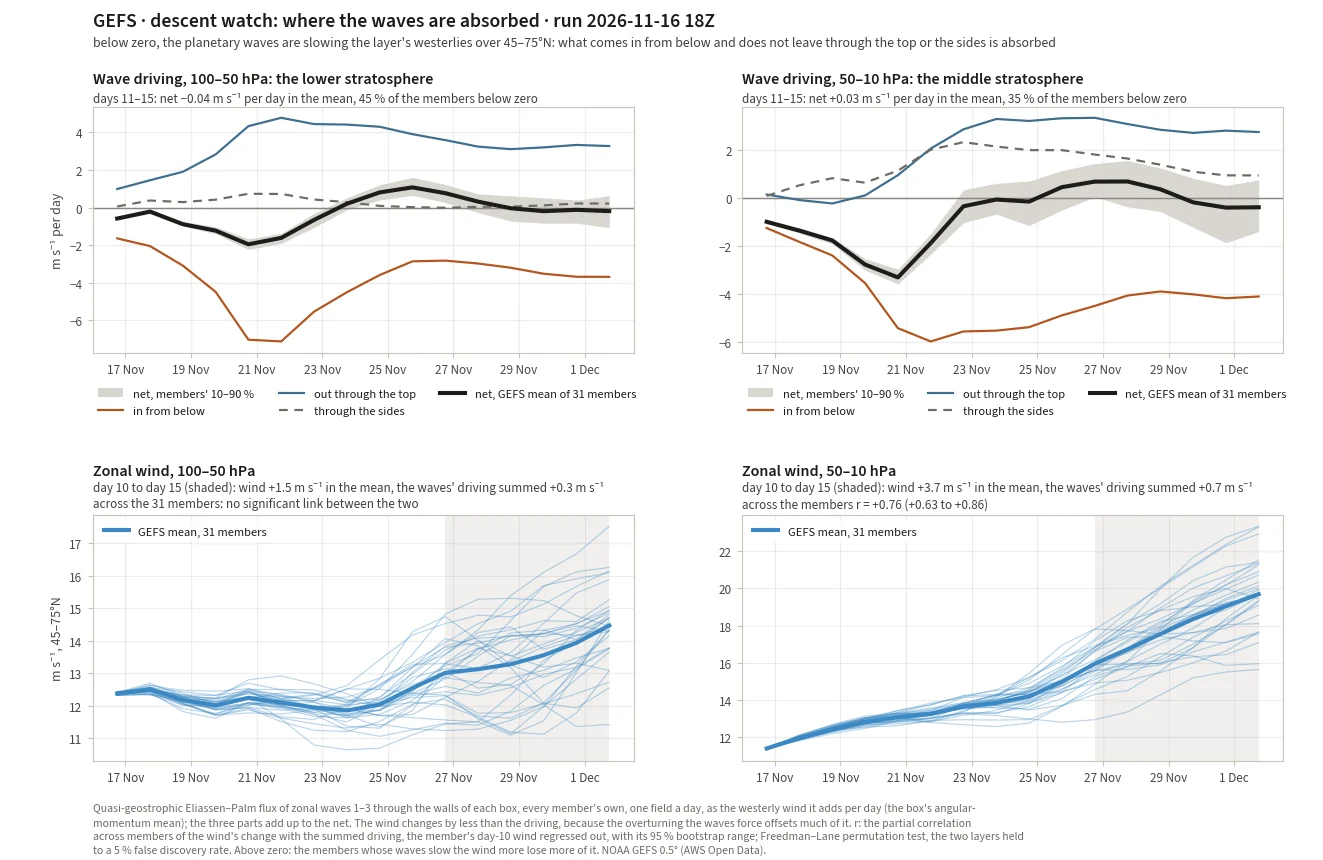 GEFS · descent watch: where the waves are absorbed · run 2026-11-16 18Z
below zero, the planetary waves are slowing the layer's westerlies over 45–75°N: what comes in from below and does not leave through the top or the sides is absorbed
Wave driving, 100–50 hPa: the lower stratosphere
days 11–15: net −0.04 m s⁻¹ per day in the mean, 45 % of the members below zero
m s⁻¹ per day
4
2
0
−2
−4
−6
17 Nov 19 Nov 21 Nov 23 Nov 25 Nov 27 Nov 29 Nov 1 Dec
net, members' 10–90 % out through the top net, GEFS mean of 31 members
in from below through the sides
Wave driving, 50–10 hPa: the middle stratosphere
days 11–15: net +0.03 m s⁻¹ per day in the mean, 35 % of the members below zero
2
0
−2
−4
−6
17 Nov 19 Nov 21 Nov 23 Nov 25 Nov 27 Nov 29 Nov 1 Dec
net, members' 10–90 % out through the top net, GEFS mean of 31 members
in from below through the sides
Zonal wind, 100–50 hPa
day 10 to day 15 (shaded): wind +1.5 m s⁻¹ in the mean, the waves' driving summed +0.3 m s⁻¹
across the 31 members: no significant link between the two
GEFS mean, 31 members
m s⁻¹, 45–75°N
17
16
15
14
13
12
11
17 Nov 19 Nov 21 Nov 23 Nov 25 Nov 27 Nov 29 Nov 1 Dec
Zonal wind, 50–10 hPa
day 10 to day 15 (shaded): wind +3.7 m s⁻¹ in the mean, the waves' driving summed +0.7 m s⁻¹
across the members r = +0.76 (+0.63 to +0.86)
GEFS mean, 31 members
22
20
18
16
14
12
17 Nov 19 Nov 21 Nov 23 Nov 25 Nov 27 Nov 29 Nov 1 Dec
Quasi-geostrophic Eliassen–Palm flux of zonal waves 1–3 through the walls of each box, every member's own, one field a day, as the westerly wind it adds per day (the box's angular-
momentum mean); the three parts add up to the net. The wind changes by less than the driving, because the overturning the waves force offsets much of it. r: the partial correlation
across members of the wind's change with the summed driving, the member's day-10 wind regressed out, with its 95 % bootstrap range; Freedman–Lane permutation test, the two layers held
to a 5 % false discovery rate. Above zero: the members whose waves slow the wind more lose more of it. NOAA GEFS 0.5° (AWS Open Data).